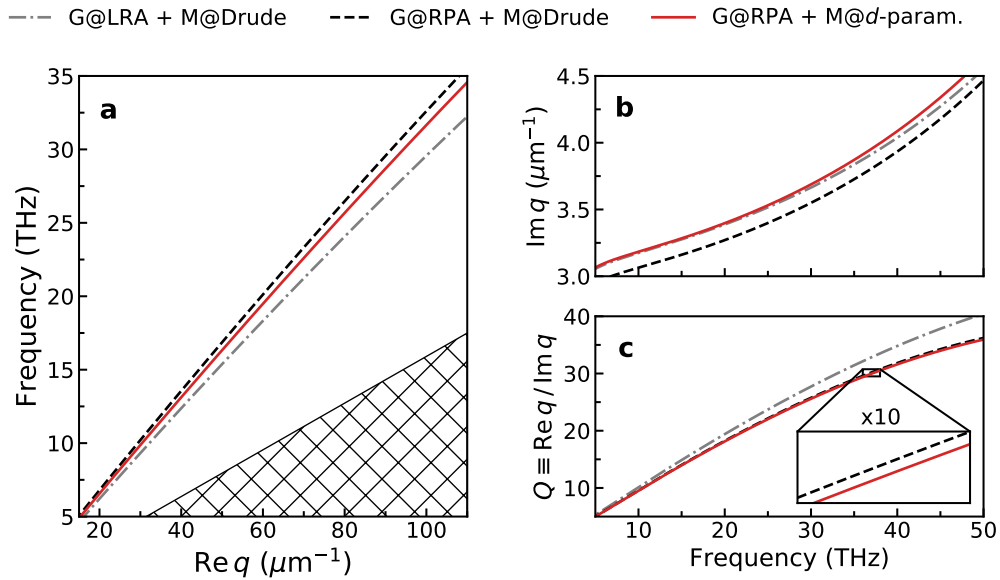 G@LRA + M@Drude
G@RPA + M@Drude
G@RPA + M@d-param.
a
35
30
25
20
15
10
5
Frequency (THz)
20
40
60
80
100
Re q (μm⁻¹)
b
4.5
4.0
3.5
3.0
Im q (μm⁻¹)
c
40
30
20
10
Q ≡ Re q / Im q
x10
10
20
30
40
50
Frequency (THz)